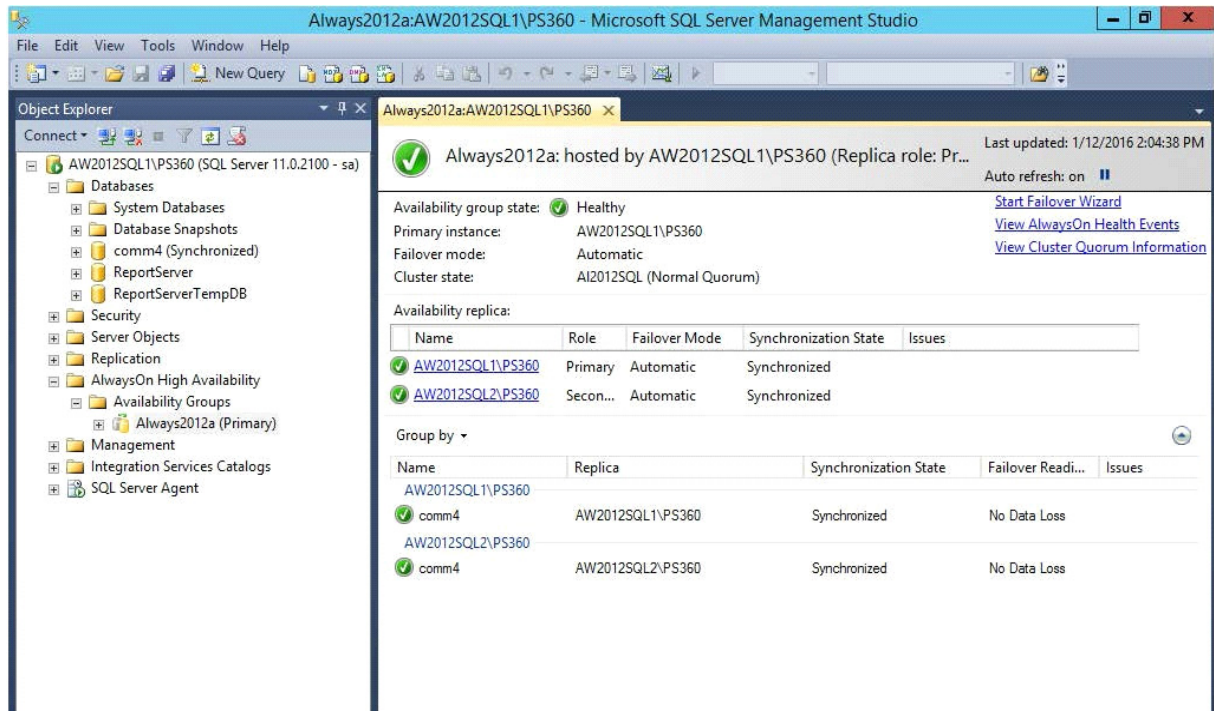 Always2012a:AW2012SQL1\PS360 - Microsoft SQL Server Management Studio
File Edit View Tools Window Help
New Query
Object Explorer
Connect
AW2012SQL1\PS360 (SQL Server 11.0.2100 - sa)
Databases
System Databases
Database Snapshots
comm4 (Synchronized)
ReportServer
ReportServerTempDB
Security
Server Objects
Replication
AlwaysOn High Availability
Availability Groups
Always2012a (Primary)
Management
Integration Services Catalogs
SQL Server Agent
Always2012a:AW2012SQL1\PS360
Always2012a: hosted by AW2012SQL1\PS360 (Replica role: Pr...
Last updated: 1/12/2016 2:04:38 PM
Auto refresh: on
Availability group state: Healthy
Primary instance: AW2012SQL1\PS360
Failover mode: Automatic
Cluster state: AI2012SQL (Normal Quorum)
Start Failover Wizard
View AlwaysOn Health Events
View Cluster Quorum Information
Availability replica:
Name Role Failover Mode Synchronization State Issues
AW2012SQL1\PS360 Primary Automatic Synchronized
AW2012SQL2\PS360 Secon... Automatic Synchronized
Group by
Name Replica Synchronization State Failover Readi... Issues
AW2012SQL1\PS360
comm4 AW2012SQL1\PS360 Synchronized No Data Loss
AW2012SQL2\PS360
comm4 AW2012SQL2\PS360 Synchronized No Data Loss